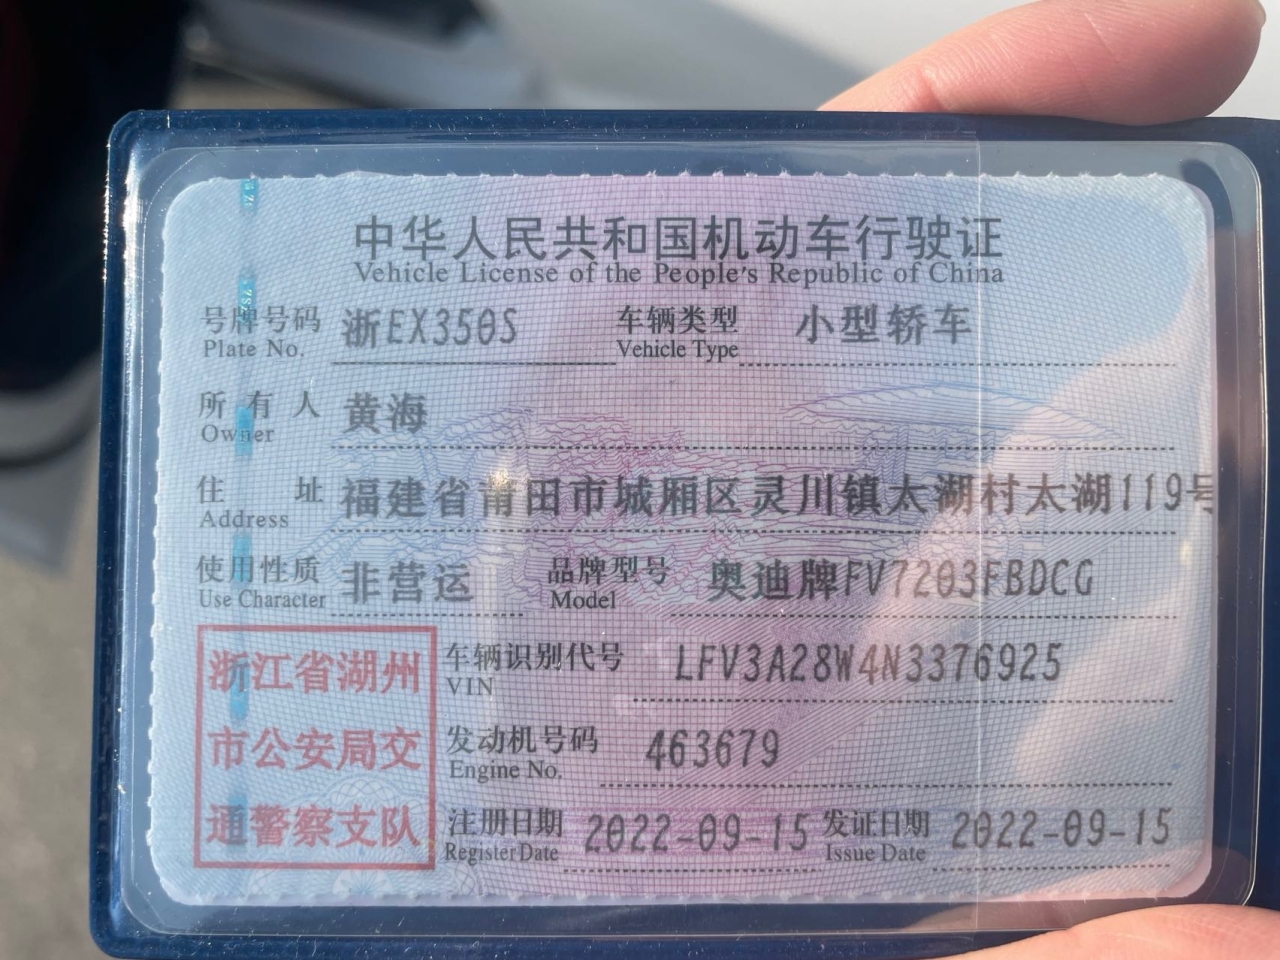 中华人民共和国机动车行驶证
Vehicle License of the People's Republic of China
号牌号码 浙EX350S 车辆类型 小型轿车
Plate No. Vehicle Type
所有人 黄海
Owner
住址 福建省莆田市城厢区灵川镇太湖村太湖119号
Address
使用性质 非营运 品牌型号 奥迪牌FV7203FBDCG
Use Character Model
浙江省湖州
市公安局交
通警察支队
车辆识别代号 LFV3A28W4N3376925
VIN
发动机号码 463679
Engine No.
注册日期 2022-09-15 发证日期 2022-09-15
Register Date Issue Date